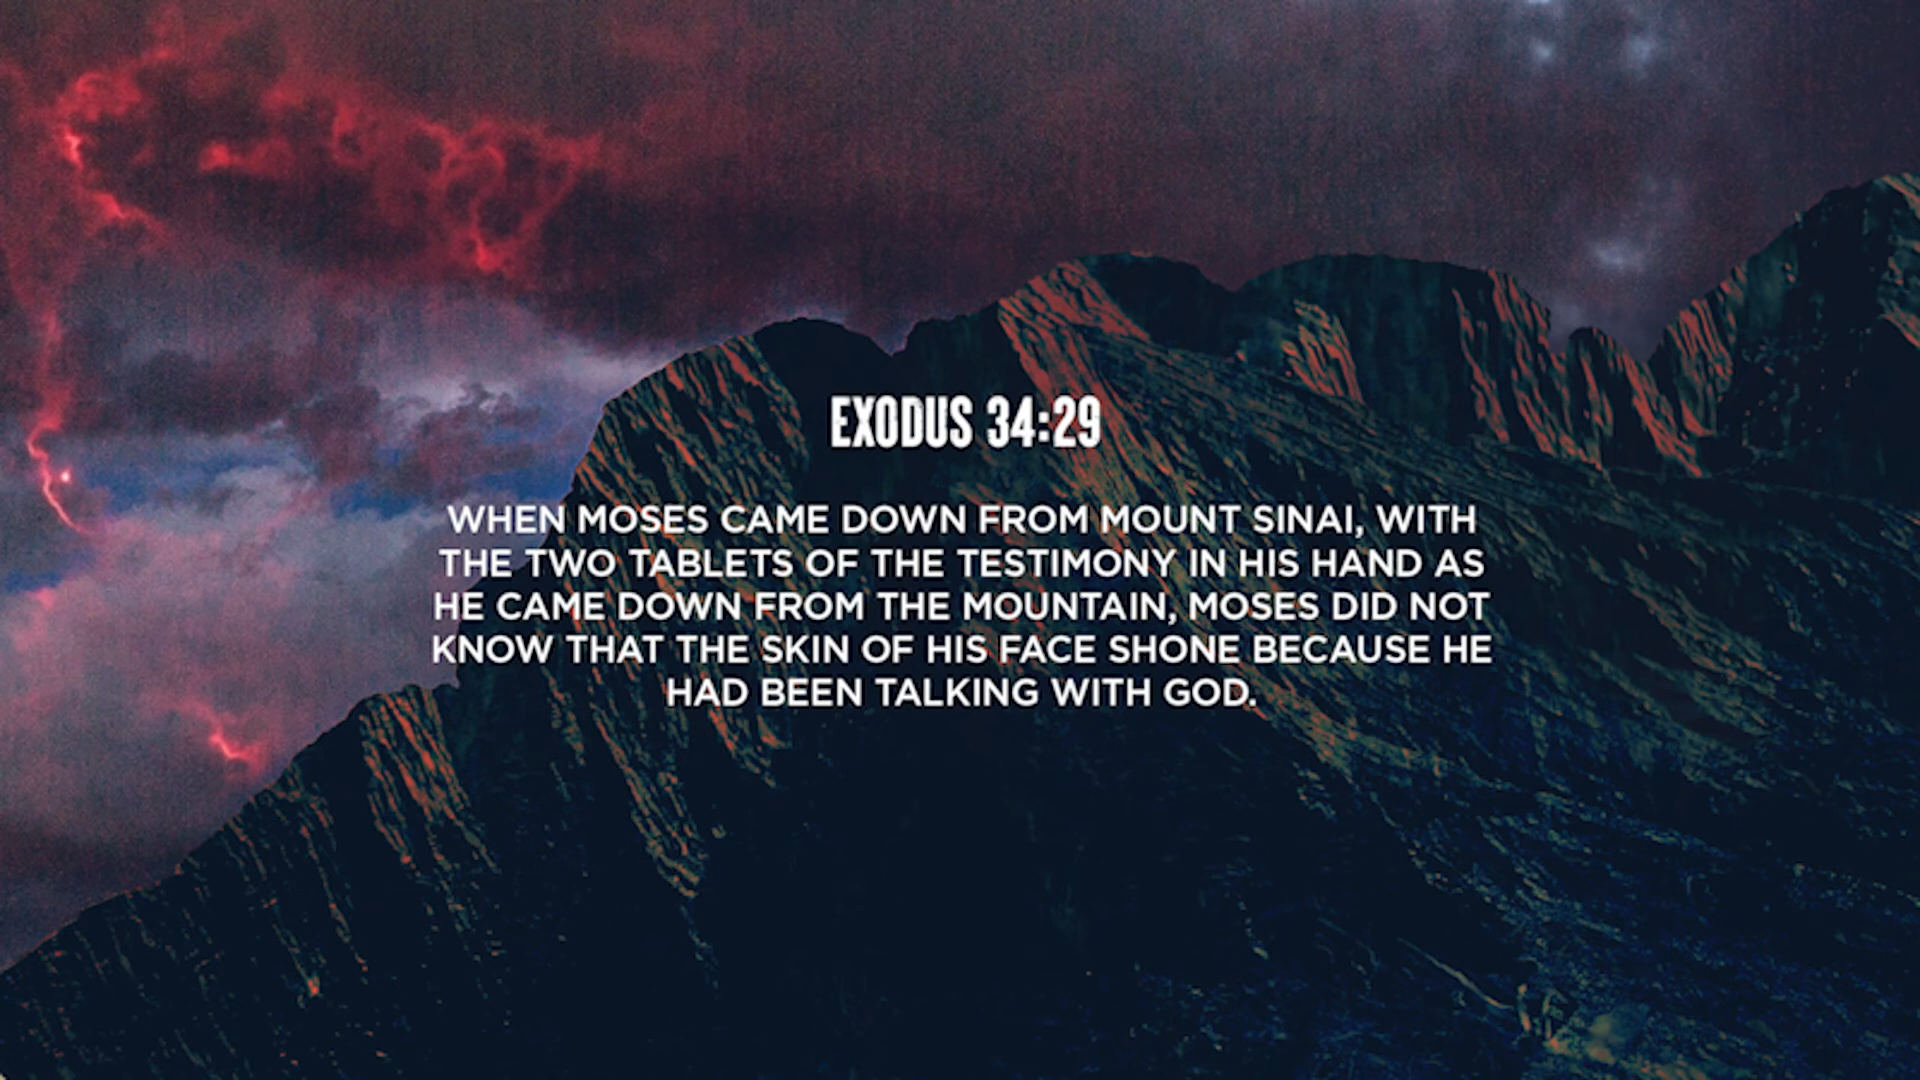 EXODUS 34:29
WHEN MOSES CAME DOWN FROM MOUNT SINAI, WITH
THE TWO TABLETS OF THE TESTIMONY IN HIS HAND AS
HE CAME DOWN FROM THE MOUNTAIN, MOSES DID NOT
KNOW THAT THE SKIN OF HIS FACE SHONE BECAUSE HE
HAD BEEN TALKING WITH GOD.